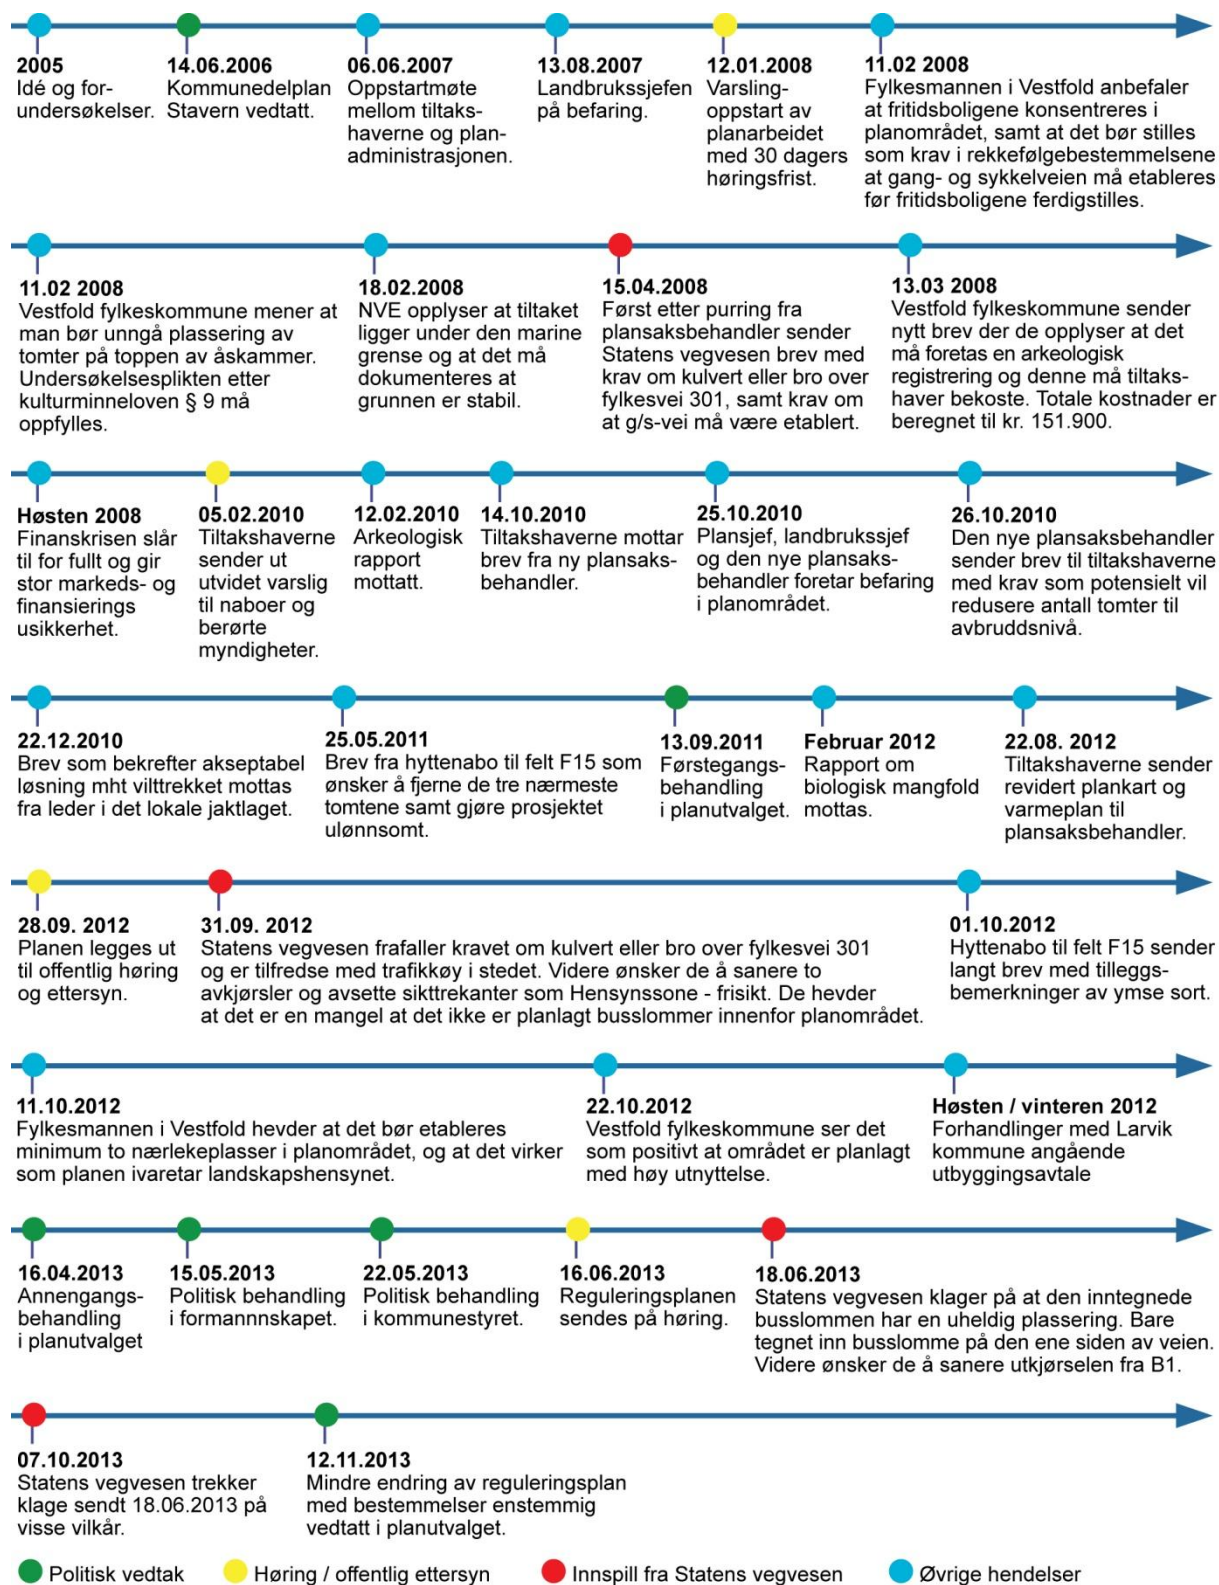 2005
Idé og for-
undersøkelser.
14.06.2006
Kommunedelplan
Stavern vedtatt.
06.06.2007
Oppstartmøte
mellom tiltaks-
haverne og plan-
administrasjonen.
13.08.2007
Landbrukssjefen
på befaring.
12.01.2008
Varsling-
oppstart av
planarbeidet
med 30 dagers
høringsfrist.
11.02 2008
Fylkesmannen i Vestfold anbefaler
at fritidsboligene konsentreres i
planområdet, samt at det bør stilles
som krav i rekkefølgebestemmelsene
at gang- og sykkelveien må etableres
før fritidsboligene ferdigstilles.
11.02 2008
Vestfold fylkeskommune mener at
man bør unngå plassering av
tomter på toppen av åskammer.
Undersøkelsesplikten etter
kulturminneloven § 9 må
oppfylles.
18.02.2008
NVE opplyser at tiltaket
ligger under den marine
grense og at det må
dokumenteres at
grunnen er stabil.
15.04.2008
Først etter purring fra
plansaksbehandler sender
Statens vegvesen brev med
krav om kulvert eller bro over
fylkesvei 301, samt krav om
at g/s-vei må være etablert.
13.03 2008
Vestfold fylkeskommune sender
nytt brev der de opplyser at det
må foretas en arkeologisk
registrering og denne må tiltaks-
haver bekoste. Totale kostnader er
beregnet til kr. 151.900.
Høsten 2008
Finanskrisen slår
til for fullt og gir
stor markeds- og
finansierings
usikkerhet.
05.02.2010
Tiltakshaverne
sender ut
utvidet varslig
til naboer og
berørte
myndigheter.
12.02.2010
Arkeologisk
rapport
mottatt.
14.10.2010
Tiltakshaverne mottar
brev fra ny plansaks-
behandler.
25.10.2010
Plansjef, landbrukssjef
og den nye plansaks-
behandler foretar befaring
i planområdet.
26.10.2010
Den nye plansaksbehandler
sender brev til tiltakshaverne
med krav som potensielt vil
redusere antall tomter til
avbruddsnivå.
22.12.2010
Brev som bekrefter akseptabel
løsning mht vilttrekket mottas
fra leder i det lokale jaktlaget.
25.05.2011
Brev fra hyttenabo til felt F15 som
ønsker å fjerne de tre nærmeste
tomtene samt gjøre prosjektet
ulønnsomt.
13.09.2011
Førstegangs-
behandling
i planutvalget.
Februar 2012
Rapport om
biologisk mangfold
mottas.
22.08. 2012
Tiltakshaverne sender
revidert plankart og
varmeplan til
plansaksbehandler.
28.09. 2012
Planen legges ut
til offentlig høring
og ettersyn.
31.09. 2012
Statens vegvesen frafaller kravet om kulvert eller bro over fylkesvei 301
og er tilfredse med trafikkøy i stedet. Videre ønsker de å sanere to
avkjørsler og avsette sikttrekanter som Hensynssone - frisikt. De hevder
at det er en mangel at det ikke er planlagt busslommer innenfor planområdet.
01.10.2012
Hyttenabo til felt F15 sender
langt brev med tilleggs-
bemerkninger av ymse sort.
11.10.2012
Fylkesmannen i Vestfold hevder at det bør etableres
minimum to nærlekeplasser i planområdet, og at det virker
som planen ivaretar landskapshensynet.
22.10.2012
Vestfold fylkeskommune ser det
som positivt at området er planlagt
med høy utnyttelse.
Høsten / vinteren 2012
Forhandlinger med Larvik
kommune angående
utbyggingsavtale
16.04.2013
Annengangs-
behandling
i planutvalget
15.05.2013
Politisk behandling
i formannnskapet.
22.05.2013
Politisk behandling
i kommunestyret.
16.06.2013
Reguleringsplanen
sendes på høring.
18.06.2013
Statens vegvesen klager på at den inntegnede
busslommen har en uheldig plassering. Bare
tegnet inn busslomme på den ene siden av veien.
Videre ønsker de å sanere utkjørselen fra B1.
07.10.2013
Statens vegvesen trekker
klage sendt 18.06.2013 på
visse vilkår.
12.11.2013
Mindre endring av reguleringsplan
med bestemmelser enstemmig
vedtatt i planutvalget.
Politisk vedtak
Høring / offentlig ettersyn
Innspill fra Statens vegvesen
Øvrige hendelser